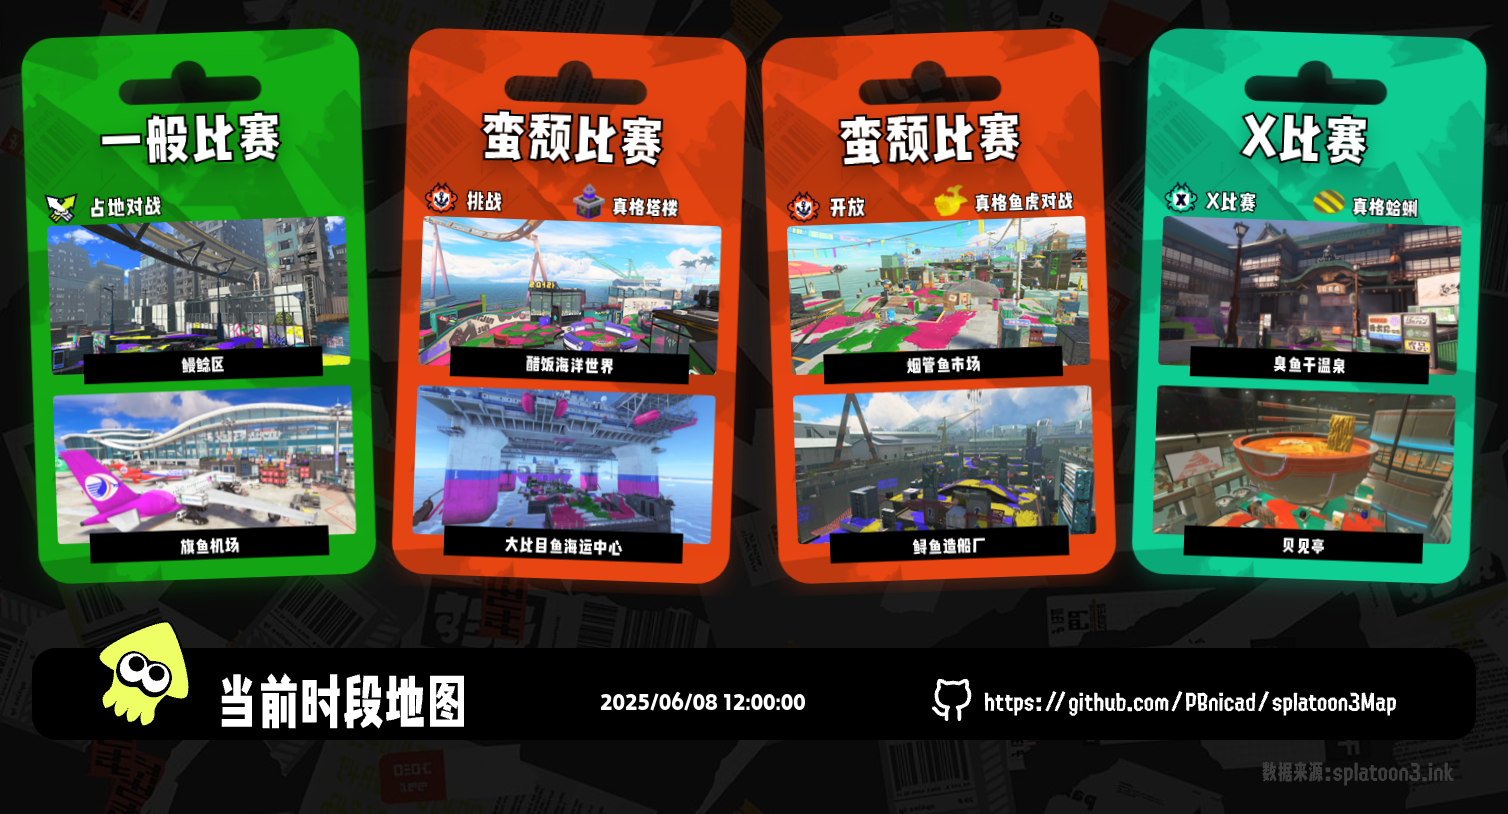 一般比赛
占地对战
鳗鲶区
旗鱼机场
蛮颓比赛
挑战
真格塔楼
醋饭海洋世界
大比目鱼海运中心
蛮颓比赛
开放
真格鱼虎对战
烟管鱼市场
鲟鱼造船厂
X比赛
X比赛
真格蛤蜊
臭鱼干温泉
贝见亭
当前时段地图
2025/06/08 12:00:00
https://github.com/PBnicad/splatoon3Map
数据来源:splatoon3.ink